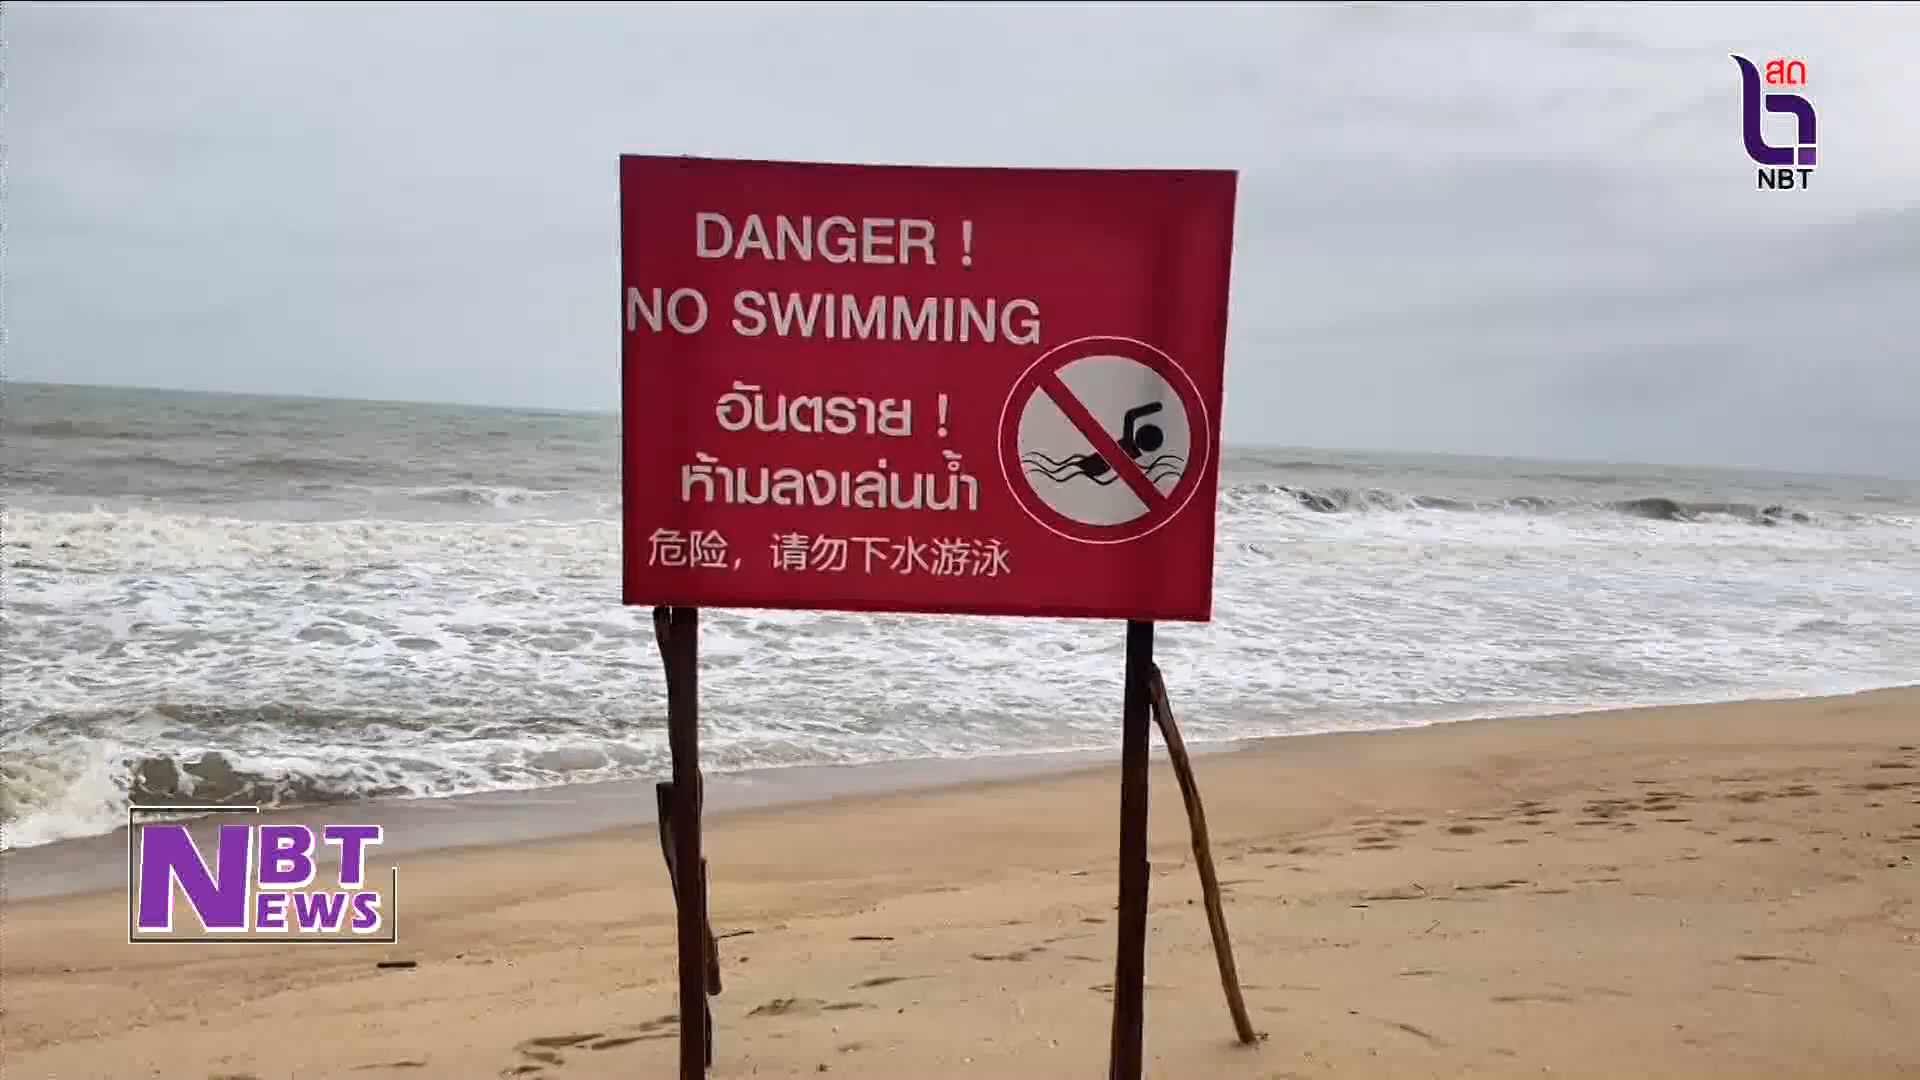 สด
NBT
DANGER !
NO SWIMMING
อันตราย !
ห้ามลงเล่นน้ำ
危险，请勿下水游泳
NBT
NEWS